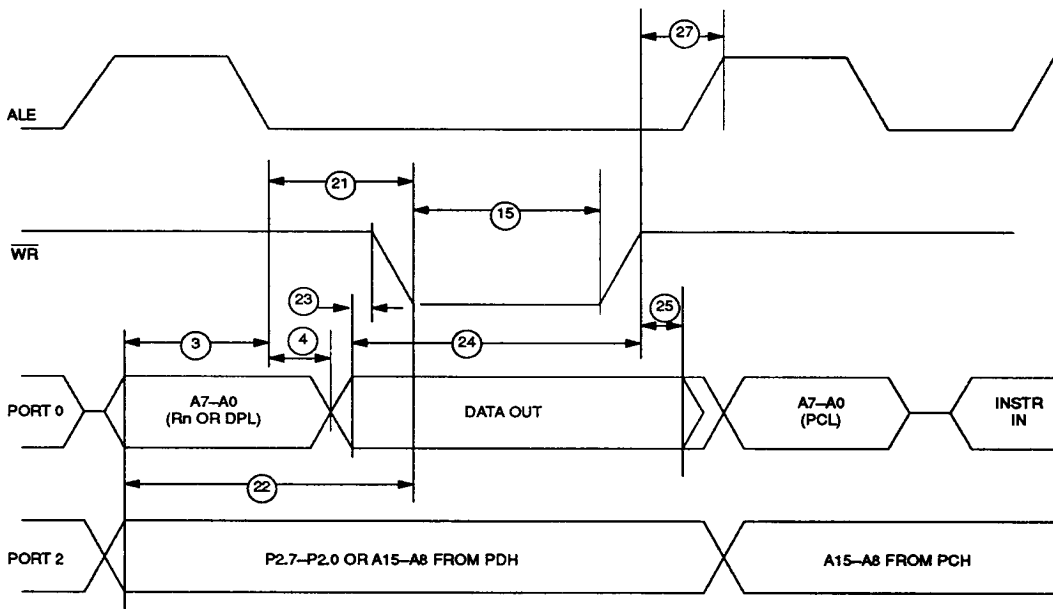 27
ALE
21
15
WR
23
25
3
4
24
PORT 0
A7–A0
(Rn OR DPL)
DATA OUT
A7–A0
(PCL)
INSTR
IN
22
PORT 2
P2.7–P2.0 OR A15–A8 FROM PDH
A15–A8 FROM PCH